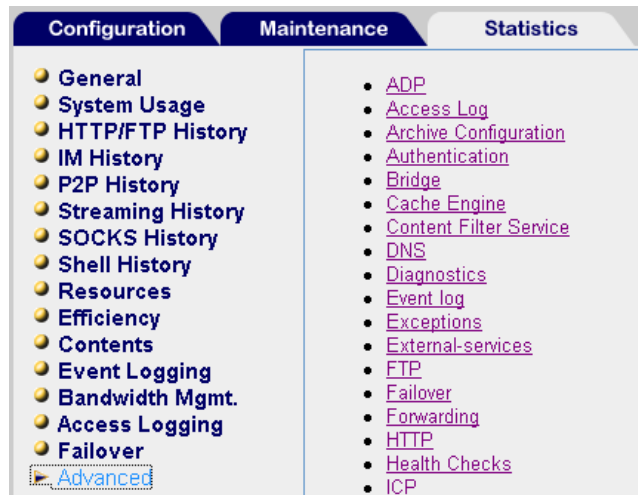 Configuration Maintenance Statistics
General
System Usage
HTTP/FTP History
IM History
P2P History
Streaming History
SOCKS History
Shell History
Resources
Efficiency
Contents
Event Logging
Bandwidth Mgmt.
Access Logging
Failover
Advanced
ADP
Access Log
Archive Configuration
Authentication
Bridge
Cache Engine
Content Filter Service
DNS
Diagnostics
Event log
Exceptions
External-services
FTP
Failover
Forwarding
HTTP
Health Checks
ICP